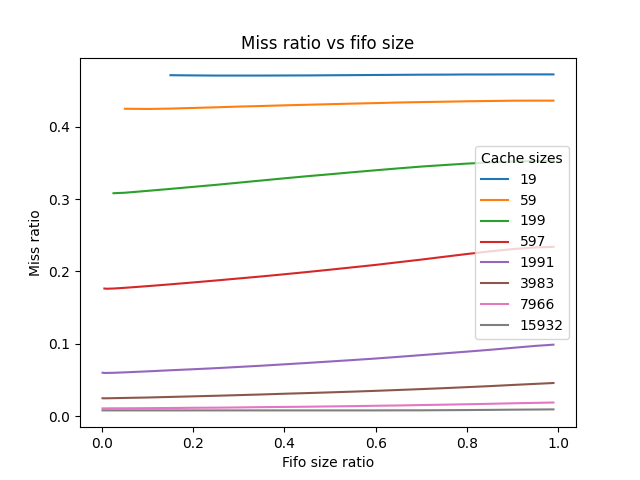 Miss ratio vs fifo size
Miss ratio
0.4
0.3
0.2
0.1
0.0
Cache sizes
19
59
199
597
1991
3983
7966
15932
0.0 0.2 0.4 0.6 0.8 1.0
Fifo size ratio